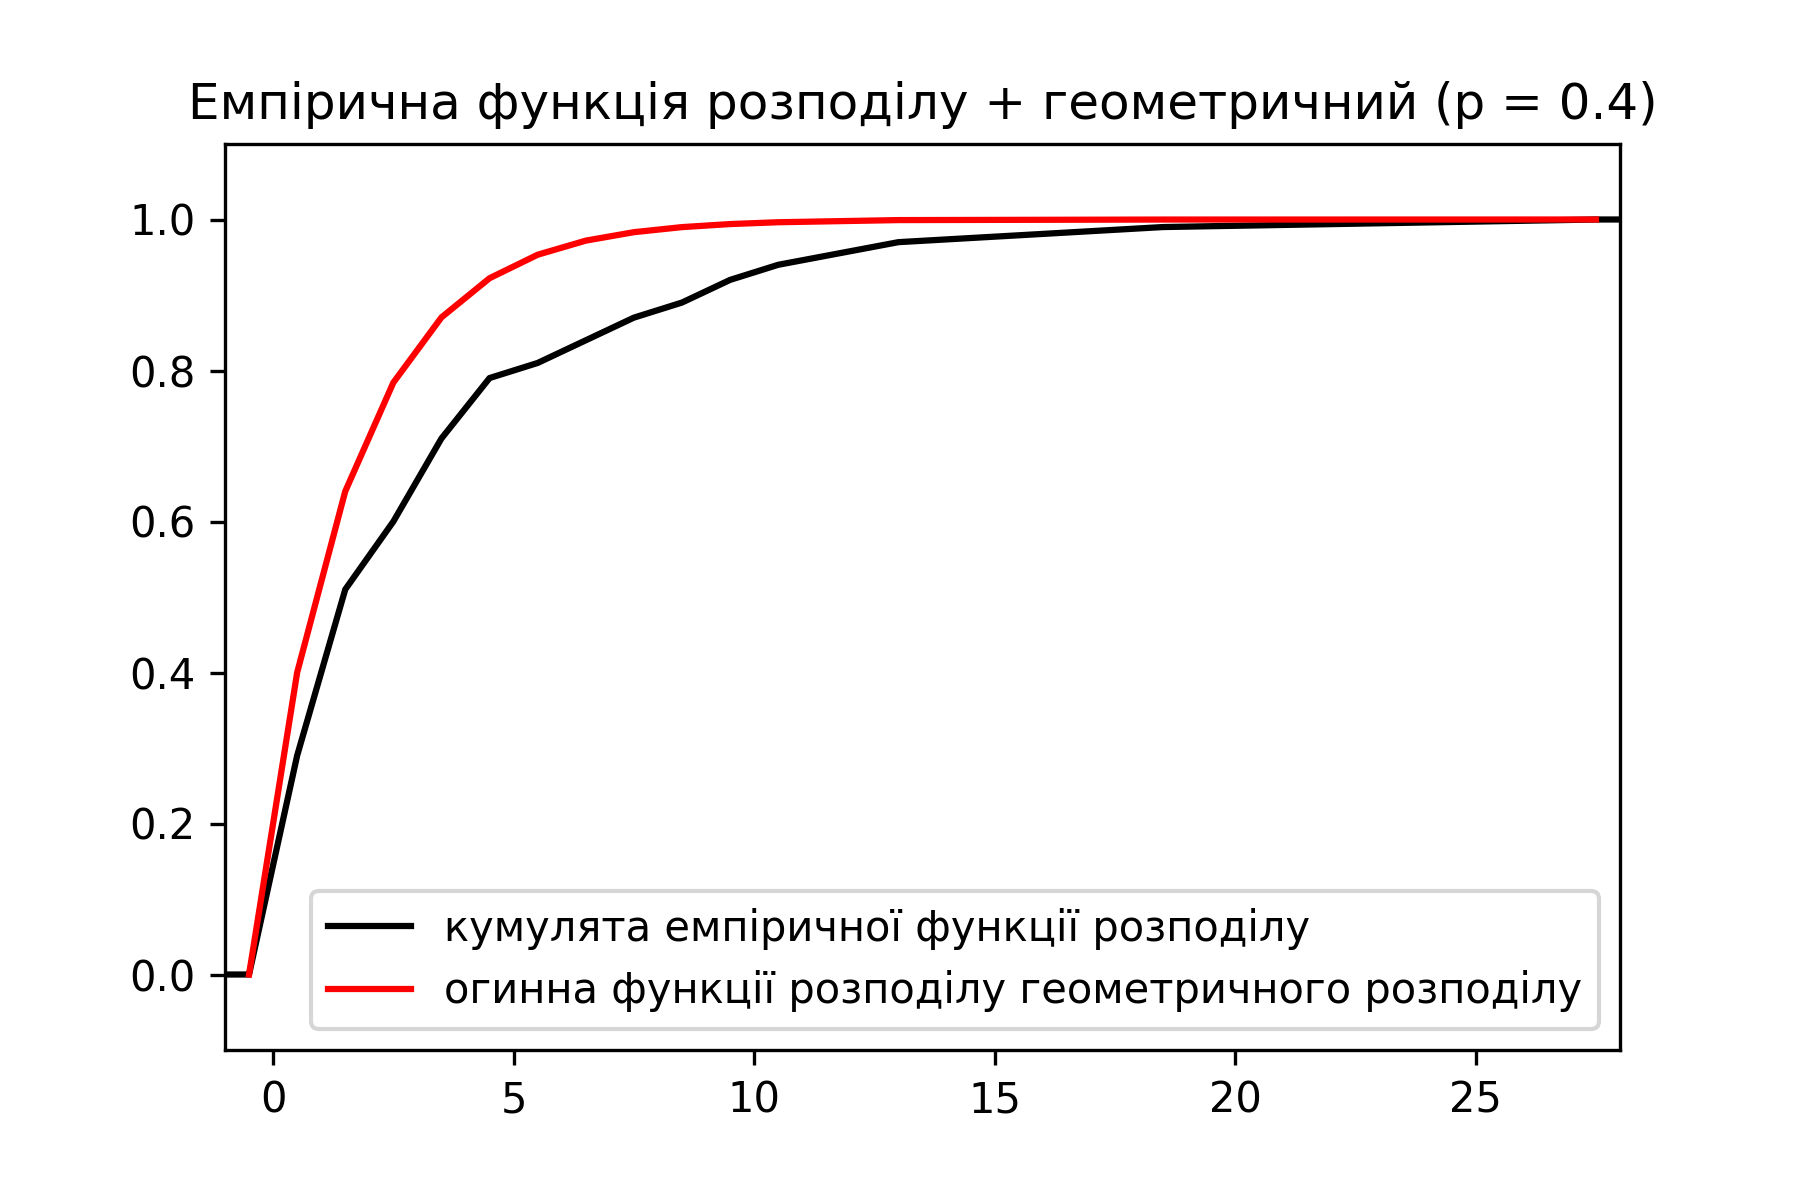 Емпірична функція розподілу + геометричний (p = 0.4)
1.0
0.8
0.6
0.4
0.2
0.0
кумулята емпіричної функції розподілу
огинна функції розподілу геометричного розподілу
0 5 10 15 20 25